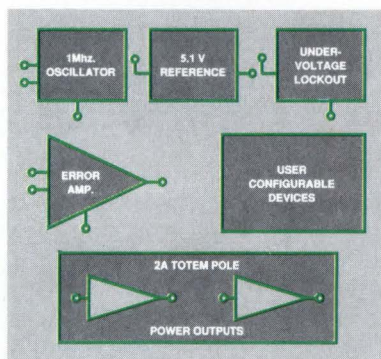 1Mhz.
OSCILLATOR
5.1 V
REFERENCE
UNDER-
VOLTAGE
LOCKOUT
ERROR
AMP.
USER
CONFIGURABLE
DEVICES
2A TOTEM POLE
POWER OUTPUTS